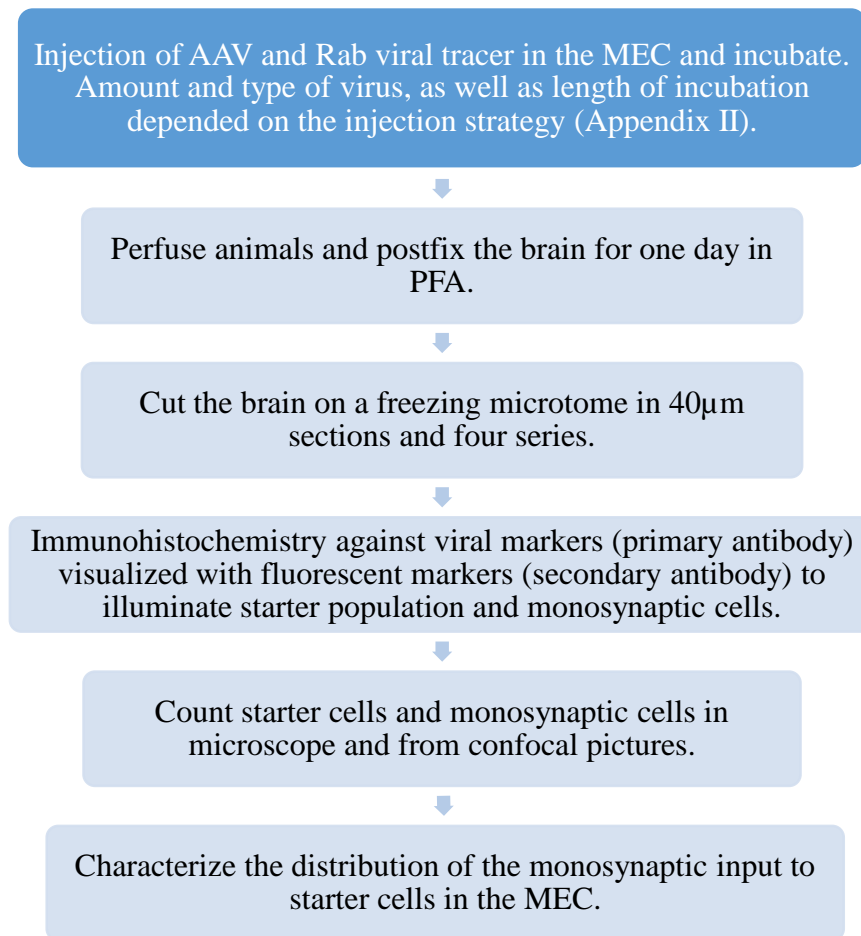 Injection of AAV and Rab viral tracer in the MEC and incubate.
Amount and type of virus, as well as length of incubation
depended on the injection strategy (Appendix II).
Perfuse animals and postfix the brain for one day in
PFA.
Cut the brain on a freezing microtome in 40µm
sections and four series.
Immunohistochemistry against viral markers (primary antibody)
visualized with fluorescent markers (secondary antibody) to
illuminate starter population and monosynaptic cells.
Count starter cells and monosynaptic cells in
microscope and from confocal pictures.
Characterize the distribution of the monosynaptic input to
starter cells in the MEC.